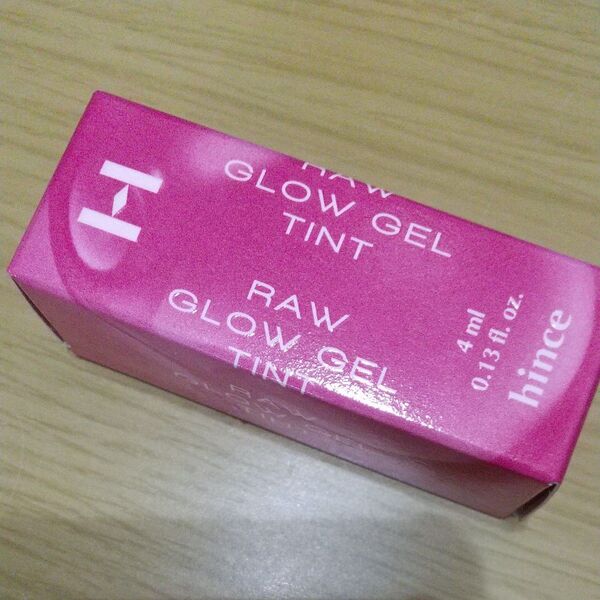 H
RAW
GLOW GEL
TINT
RAW
GLOW GEL
TINT
4 ml
0.13 fl. oz.
hince